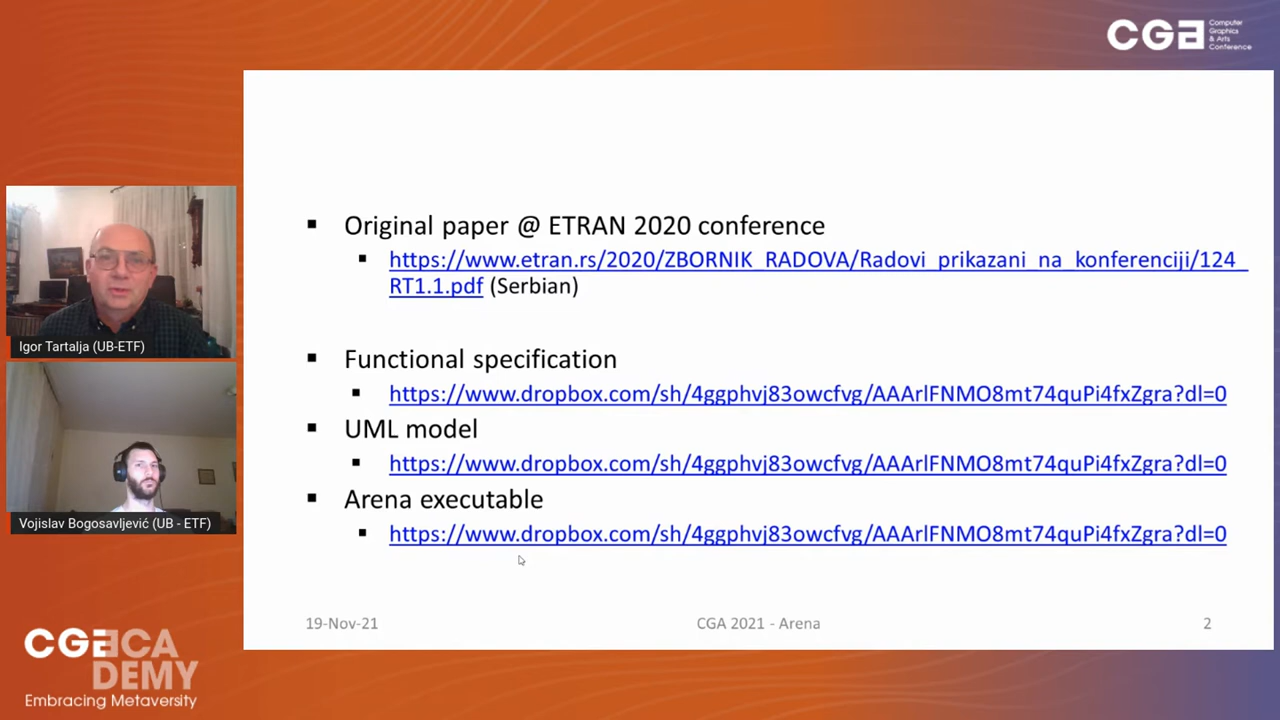 CGA Computer
Graphics
& Arts
Conference
▪ Original paper @ ETRAN 2020 conference
▪ https://www.etran.rs/2020/ZBORNIK_RADOVA/Radovi_prikazani_na_konferenciji/124_
RT1.1.pdf (Serbian)
▪ Functional specification
▪ https://www.dropbox.com/sh/4ggphvj83owcfvg/AAArlFNMO8mt74quPi4fxZgra?dl=0
▪ UML model
▪ https://www.dropbox.com/sh/4ggphvj83owcfvg/AAArlFNMO8mt74quPi4fxZgra?dl=0
▪ Arena executable
▪ https://www.dropbox.com/sh/4ggphvj83owcfvg/AAArlFNMO8mt74quPi4fxZgra?dl=0
19-Nov-21 CGA 2021 - Arena 2
Igor Tartalja (UB-ETF)
Vojislav Bogosavljević (UB - ETF)
CGA ACA
DEMY
Embracing Metaversity